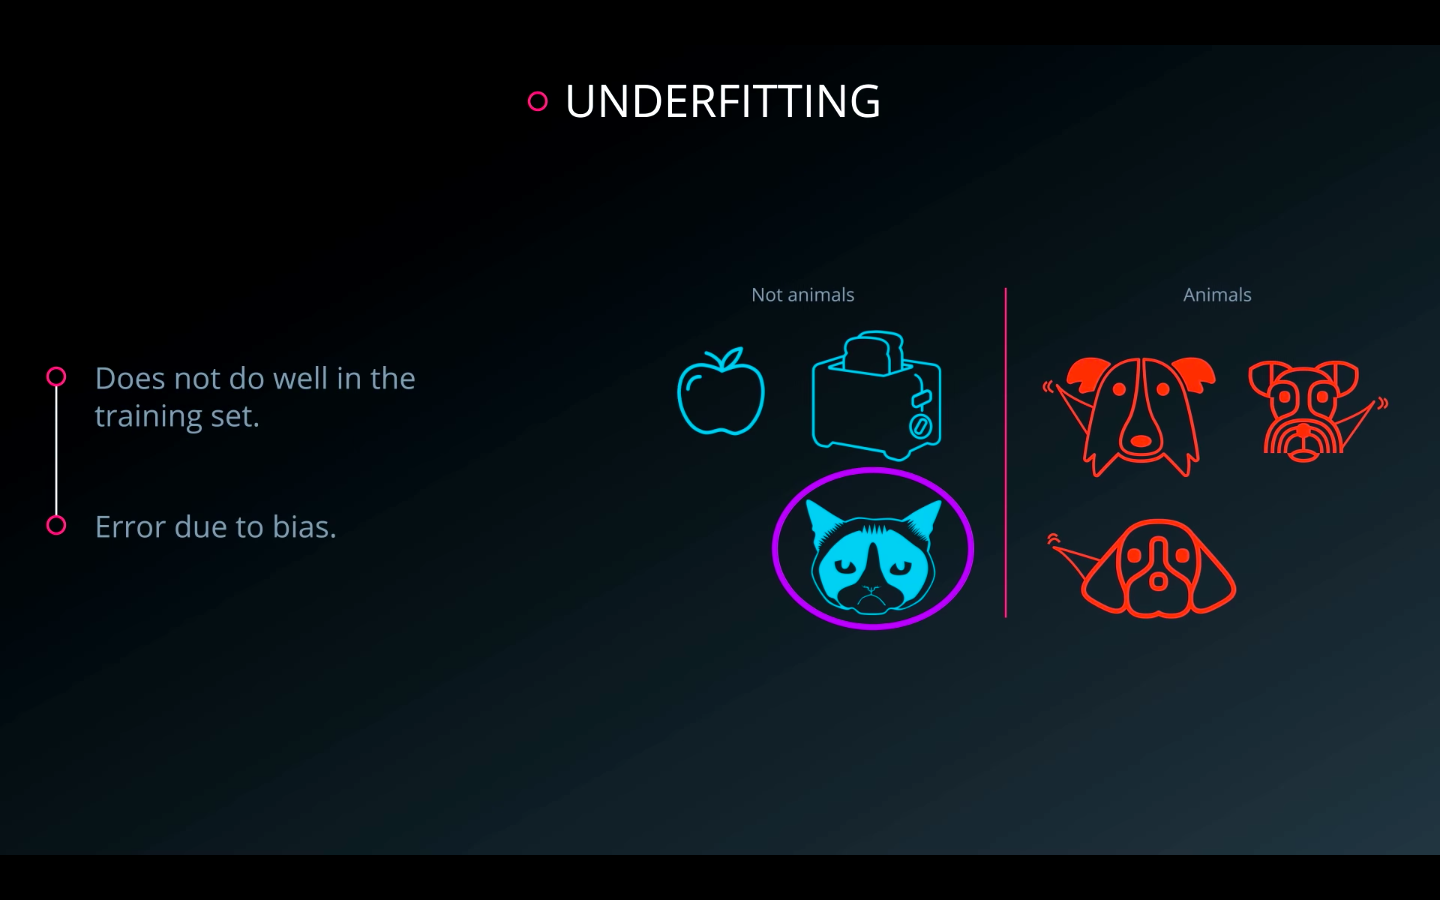 UNDERFITTING
Does not do well in the
training set.
Error due to bias.
Not animals
Animals